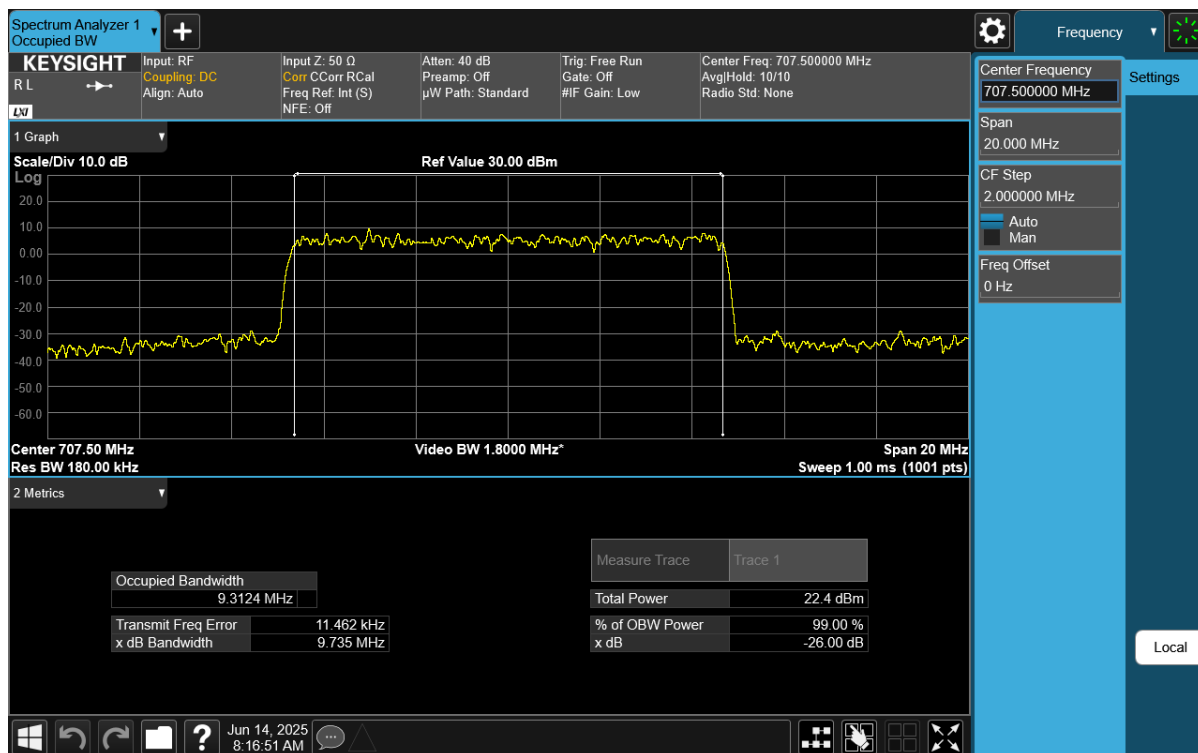 Spectrum Analyzer 1
Occupied BW
Frequency
KEYSIGHT
R L
LXI
Input: RF
Coupling: DC
Align: Auto
Input Z: 50 Ω
Corr CCorr RCal
Freq Ref: Int (S)
NFE: Off
Atten: 40 dB
Preamp: Off
µW Path: Standard
Trig: Free Run
Gate: Off
#IF Gain: Low
Center Freq: 707.500000 MHz
Avg|Hold: 10/10
Radio Std: None
Center Frequency
707.500000 MHz
Settings
Span
20.000 MHz
CF Step
2.000000 MHz
Auto
Man
Freq Offset
0 Hz
1 Graph
Scale/Div 10.0 dB
Ref Value 30.00 dBm
Log
20.0
10.0
0.00
-10.0
-20.0
-30.0
-40.0
-50.0
-60.0
Center 707.50 MHz
Video BW 1.8000 MHz*
Span 20 MHz
Res BW 180.00 kHz
Sweep 1.00 ms (1001 pts)
2 Metrics
Measure Trace
Trace 1
Occupied Bandwidth
9.3124 MHz
Total Power
22.4 dBm
Transmit Freq Error
11.462 kHz
% of OBW Power
99.00 %
x dB Bandwidth
9.735 MHz
x dB
-26.00 dB
Local
?
Jun 14, 2025
8:16:51 AM